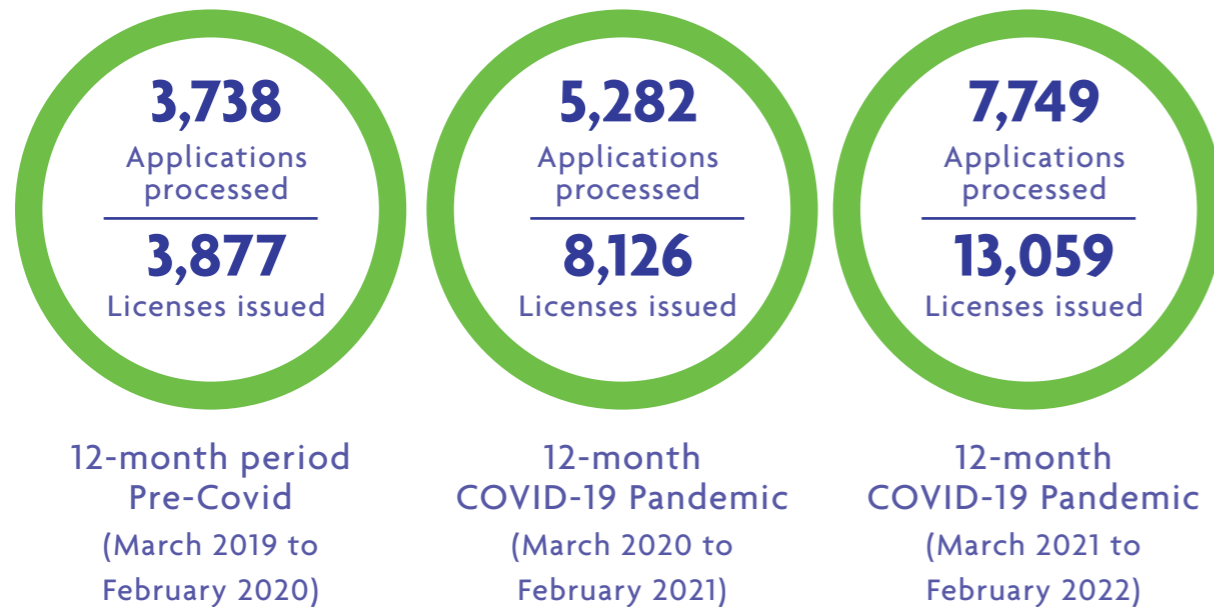 3,738
Applications
processed
3,877
Licenses issued
12-month period
Pre-Covid
(March 2019 to
February 2020)
5,282
Applications
processed
8,126
Licenses issued
12-month
COVID-19 Pandemic
(March 2020 to
February 2021)
7,749
Applications
processed
13,059
Licenses issued
12-month
COVID-19 Pandemic
(March 2021 to
February 2022)